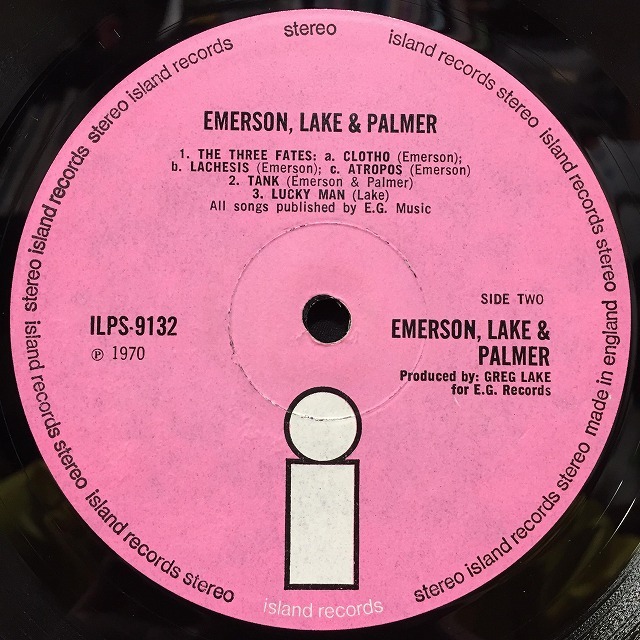 stereo island records stereo island records stereo island records stereo island records stereo
stereo island records stereo island records made in england
EMERSON, LAKE & PALMER
1. THE THREE FATES: a. CLOTHO (Emerson);
b. LACHESIS (Emerson); c. ATROPOS (Emerson)
2. TANK (Emerson & Palmer)
3. LUCKY MAN (Lake)
All songs published by E.G. Music
SIDE TWO
ILPS-9132
℗ 1970
EMERSON, LAKE &
PALMER
Produced by: GREG LAKE
for E.G. Records
i
island records